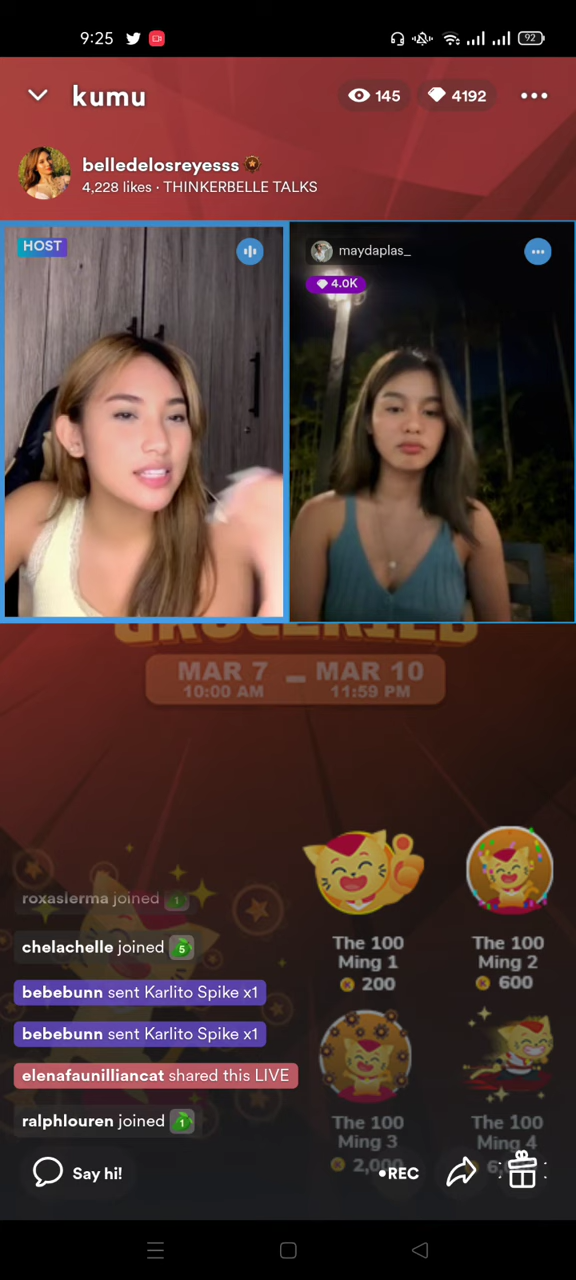 9:25
92
kumu
145
4192
belledelosreyesss
4,228 likes · THINKERBELLE TALKS
HOST
maydaplas_
4.0K
GROCERIED
MAR 7 – MAR 10
10:00 AM 11:59 PM
roxaslerma joined 1
The 100 Ming 1
200
The 100 Ming 2
600
chelachelle joined 5
bebebunn sent Karlito Spike x1
bebebunn sent Karlito Spike x1
elenafaunilliancat shared this LIVE
ralphlouren joined 1
The 100 Ming 3
The 100 Ming 4
Say hi!
•REC